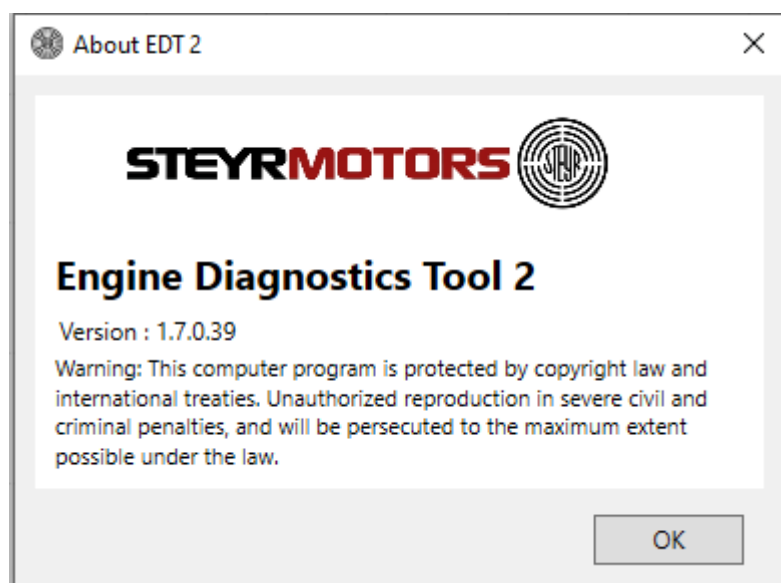 About EDT 2
STEYRMOTORS STEYR
Engine Diagnostics Tool 2
Version : 1.7.0.39
Warning: This computer program is protected by copyright law and
international treaties. Unauthorized reproduction in severe civil and
criminal penalties, and will be persecuted to the maximum extent
possible under the law.
OK